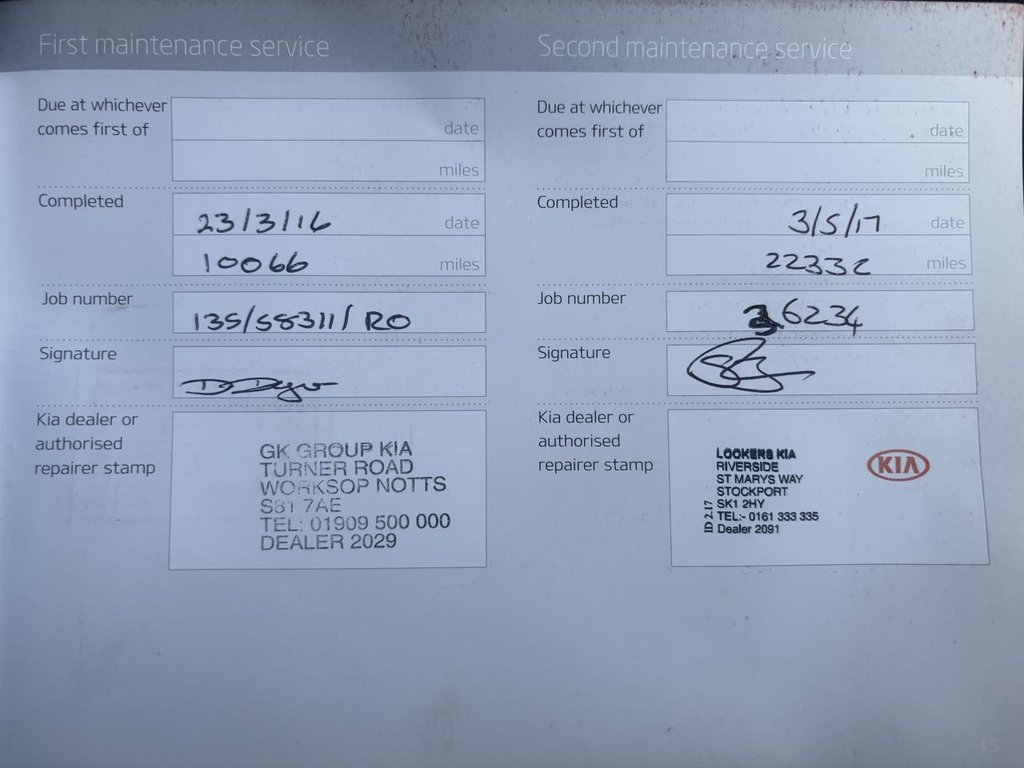 First maintenance service
Due at whichever
comes first of
date
miles
Completed
23/3/16 date
10066 miles
Job number
135/58311/ RO
Signature
Kia dealer or
authorised
repairer stamp
GK GROUP KIA
TURNER ROAD
WORKSOP NOTTS
S81 7AE
TEL: 01909 500 000
DEALER 2029
Second maintenance service
Due at whichever
comes first of
date
miles
Completed
3/5/17 date
22332 miles
Job number
36234
Signature
Kia dealer or
authorised
repairer stamp
LOOKERS KIA
RIVERSIDE
ST MARYS WAY
STOCKPORT
SK1 2HY
TEL:- 0161 333 335
Dealer 2091
ID 2.17
KIA
15